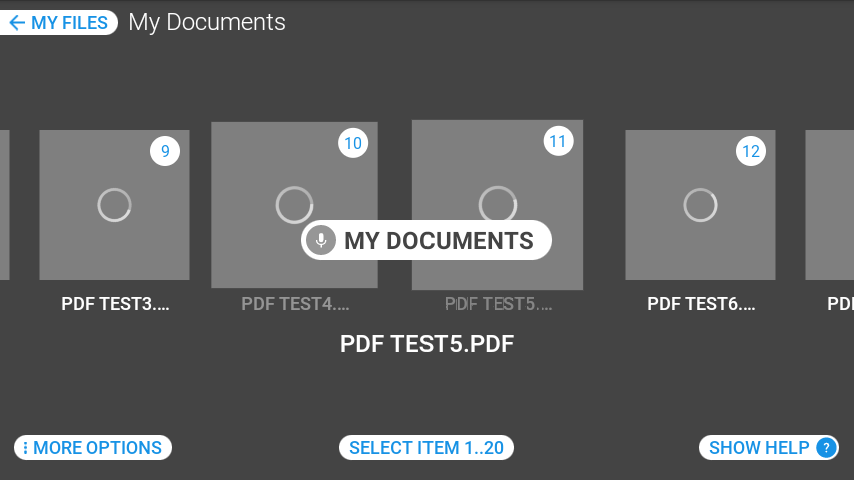 MY FILES My Documents
9 10 11 12
MY DOCUMENTS
PDF TEST3.... PDF TEST4.... PDF TEST5.... PDF TEST6.... PDF
PDF TEST5.PDF
MORE OPTIONS SELECT ITEM 1..20 SHOW HELP ?